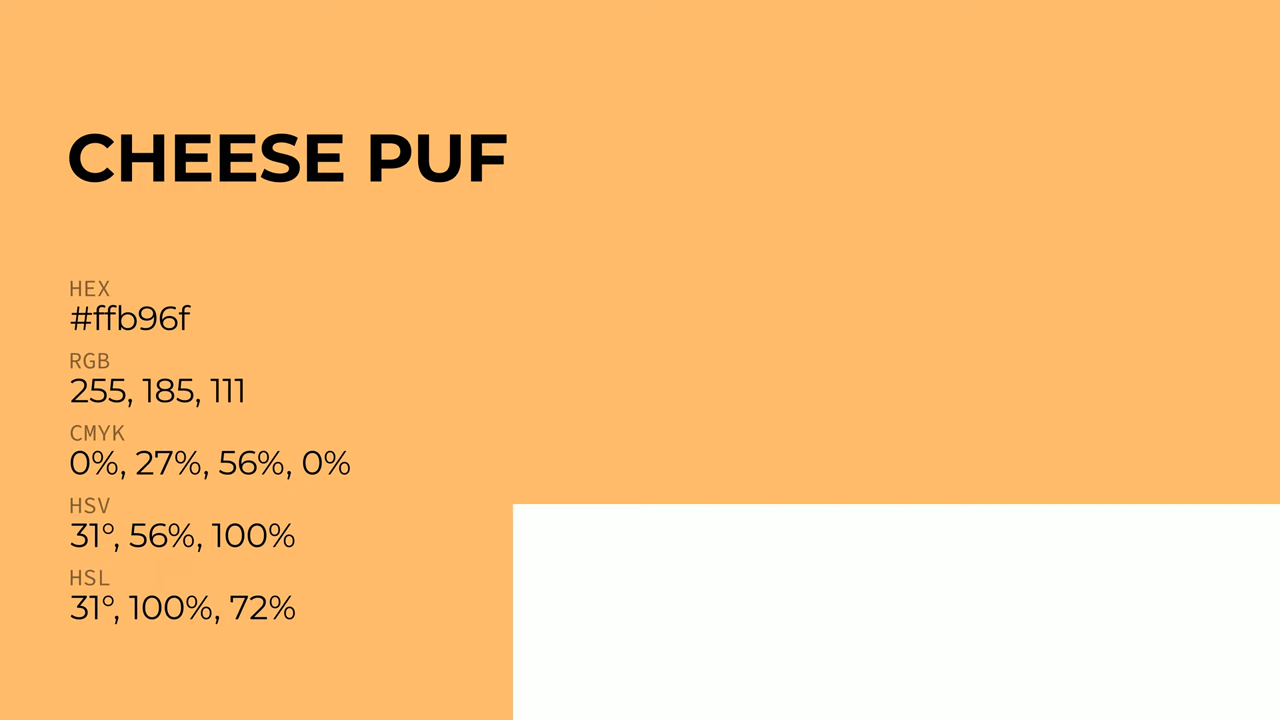 CHEESE PUF
HEX
#ffb96f
RGB
255, 185, 111
CMYK
0%, 27%, 56%, 0%
HSV
31°, 56%, 100%
HSL
31°, 100%, 72%